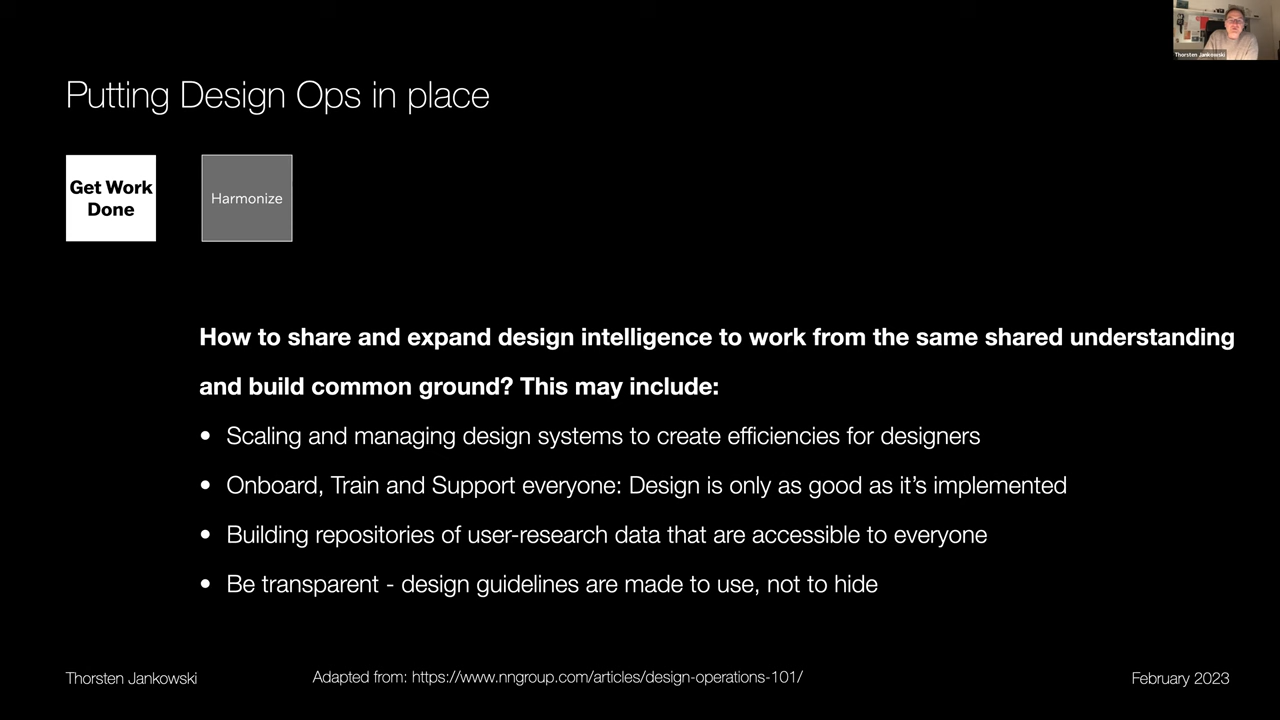 Thorsten Jankowski
Putting Design Ops in place
Get Work
Done
Harmonize
How to share and expand design intelligence to work from the same shared understanding
and build common ground? This may include:
• Scaling and managing design systems to create efficiencies for designers
• Onboard, Train and Support everyone: Design is only as good as it’s implemented
• Building repositories of user-research data that are accessible to everyone
• Be transparent - design guidelines are made to use, not to hide
Thorsten Jankowski
Adapted from: https://www.nngroup.com/articles/design-operations-101/
February 2023